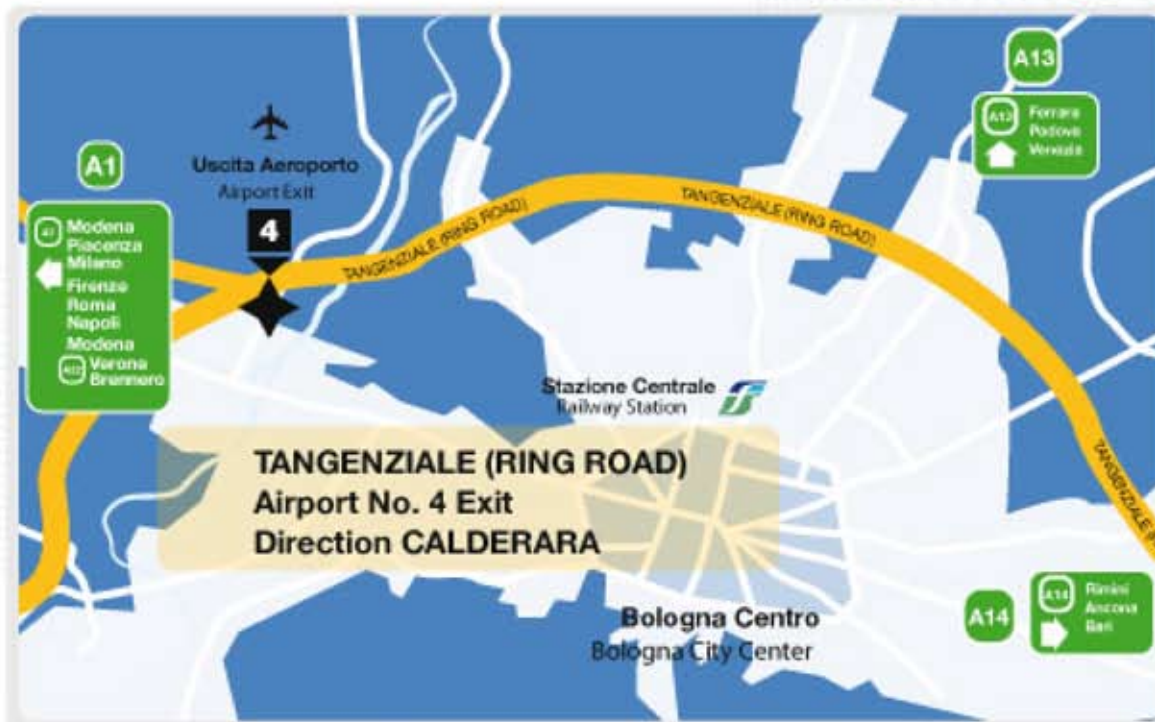 A13
A13 Ferrara
Padova
Venezia
Uscita Aeroporto
Airport Exit
4
A1
A1 Modena
Piacenza
Milano
Firenze
Roma
Napoli
Modena
A22 Verona
Brennero
TANGENZIALE (RING ROAD)
TANGENZIALE (RING ROAD)
Stazione Centrale
Railway Station
TANGENZIALE (RING ROAD)
Airport No. 4 Exit
Direction CALDERARA
TANGENZIALE
Bologna Centro
Bologna City Center
A14
A14 Rimini
Ancona
Bari